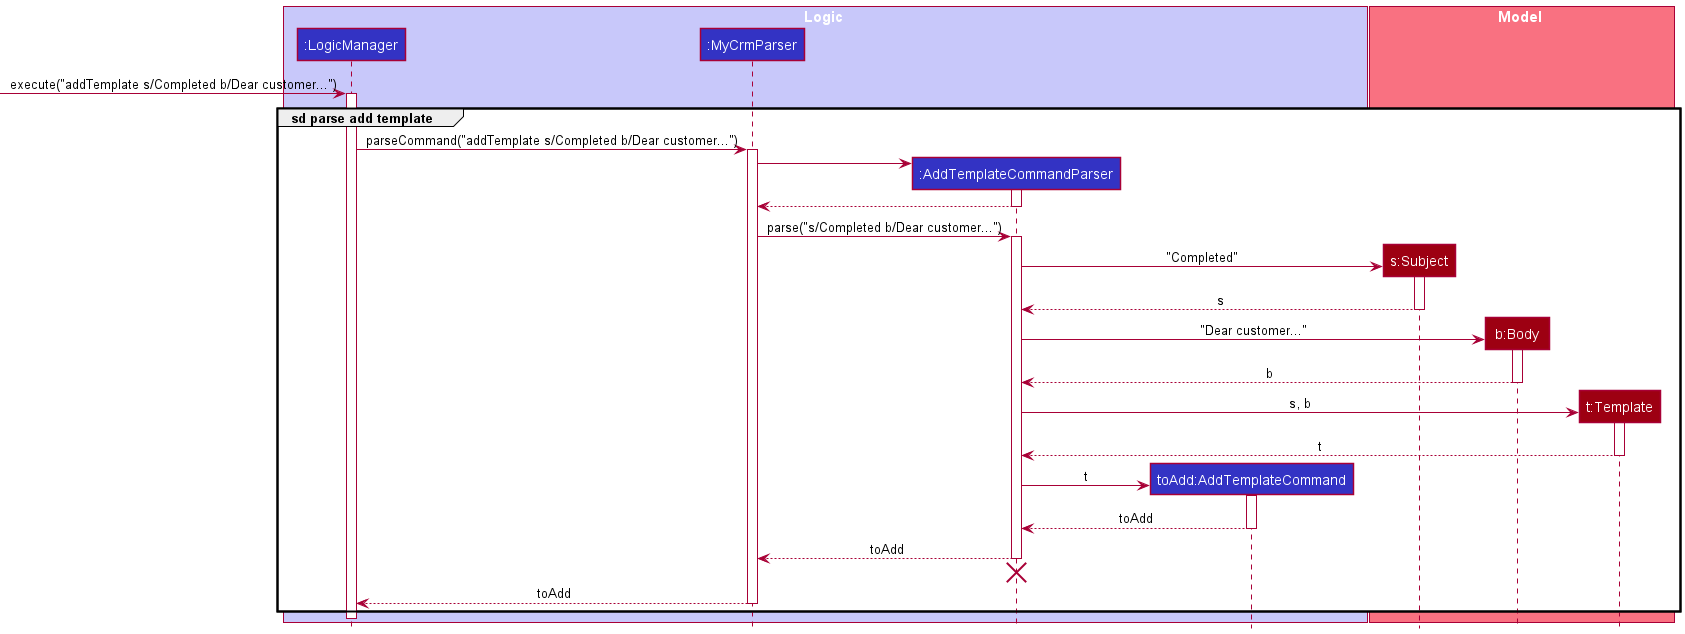 Logic
Model
:LogicManager
:MyCrmParser
execute("addTemplate s/Completed b/Dear customer...")
sd parse add template
parseCommand("addTemplate s/Completed b/Dear customer...")
:AddTemplateCommandParser
parse("s/Completed b/Dear customer...")
"Completed"
s:Subject
s
"Dear customer..."
b:Body
b
s, b
t:Template
t
t
toAdd:AddTemplateCommand
toAdd
toAdd
toAdd